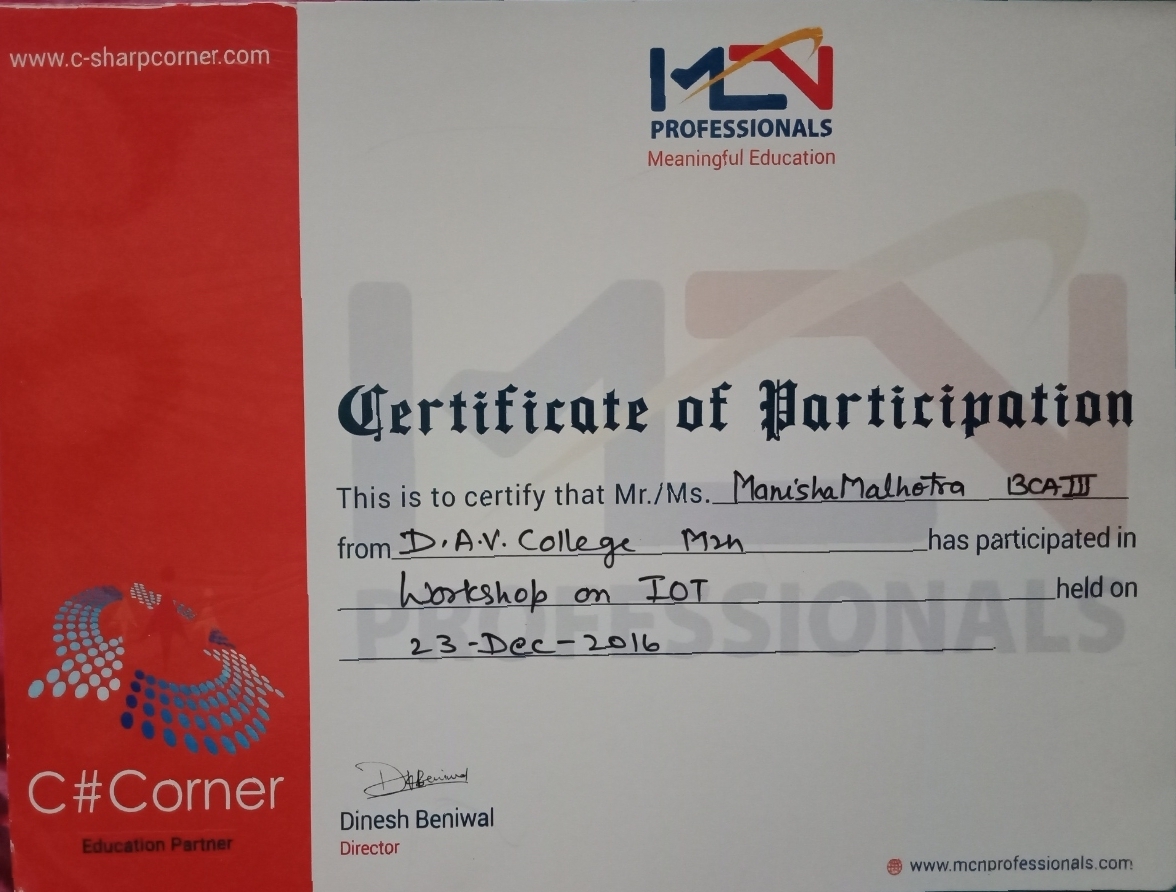 www.c-sharpcorner.com
MCN
PROFESSIONALS
Meaningful Education
Certificate of Participation
This is to certify that Mr./Ms. Manisha Malhotra BCA-III
from D.A.V. College Mzn has participated in
Workshop on IOT held on
23-Dec-2016
Dinesh Beniwal
Director
C#Corner
Education Partner
www.mcnprofessionals.com